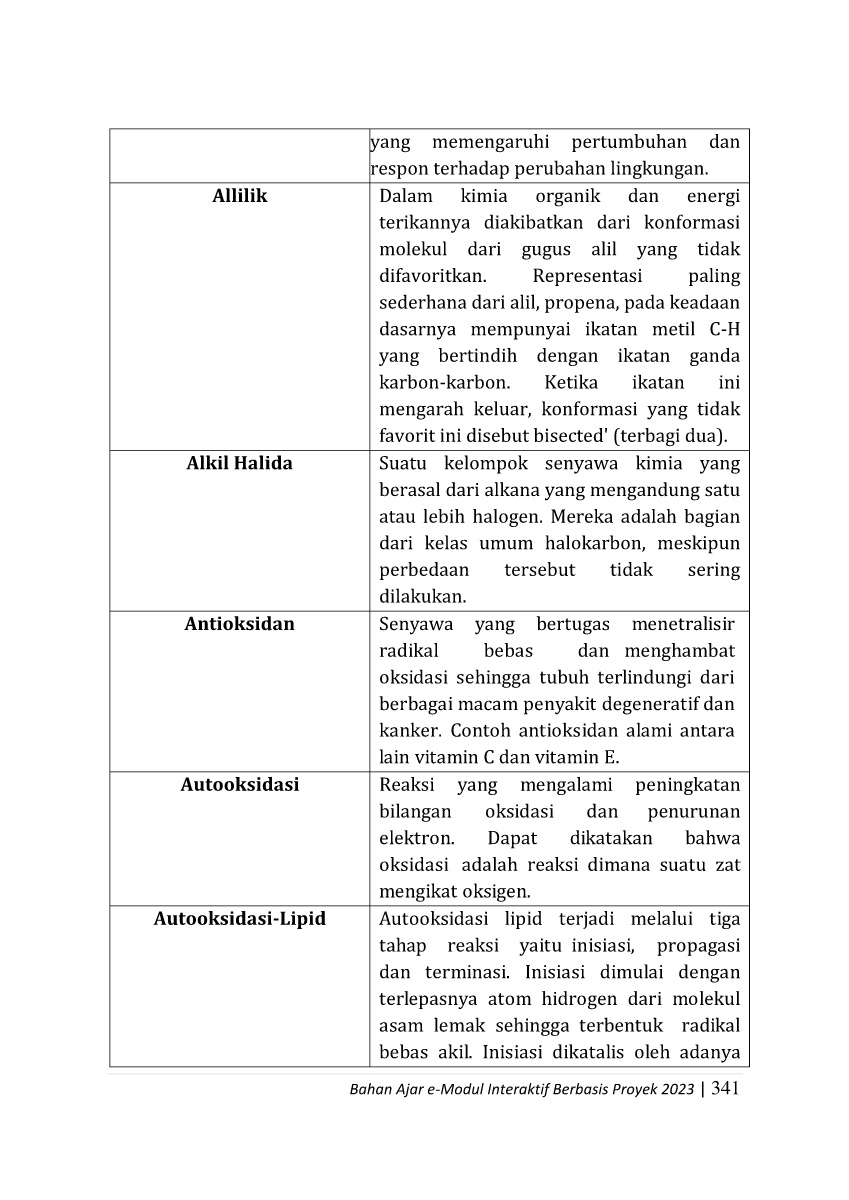 yang memengaruhi pertumbuhan dan
respon terhadap perubahan lingkungan.
Allilik
Dalam kimia organik dan energi
terikannya diakibatkan dari konformasi
molekul dari gugus alil yang tidak
difavoritkan. Representasi paling
sederhana dari alil, propena, pada keadaan
dasarnya mempunyai ikatan metil C-H
yang bertindih dengan ikatan ganda
karbon-karbon. Ketika ikatan ini
mengarah keluar, konformasi yang tidak
favorit ini disebut bisected' (terbagi dua).
Alkil Halida
Suatu kelompok senyawa kimia yang
berasal dari alkana yang mengandung satu
atau lebih halogen. Mereka adalah bagian
dari kelas umum halokarbon, meskipun
perbedaan tersebut tidak sering
dilakukan.
Antioksidan
Senyawa yang bertugas menetralisir
radikal bebas dan menghambat
oksidasi sehingga tubuh terlindungi dari
berbagai macam penyakit degeneratif dan
kanker. Contoh antioksidan alami antara
lain vitamin C dan vitamin E.
Autooksidasi
Reaksi yang mengalami peningkatan
bilangan oksidasi dan penurunan
elektron. Dapat dikatakan bahwa
oksidasi adalah reaksi dimana suatu zat
mengikat oksigen.
Autooksidasi-Lipid
Autooksidasi lipid terjadi melalui tiga
tahap reaksi yaitu inisiasi, propagasi
dan terminasi. Inisiasi dimulai dengan
terlepasnya atom hidrogen dari molekul
asam lemak sehingga terbentuk radikal
bebas akil. Inisiasi dikatalis oleh adanya
Bahan Ajar e-Modul Interaktif Berbasis Proyek 2023 | 341